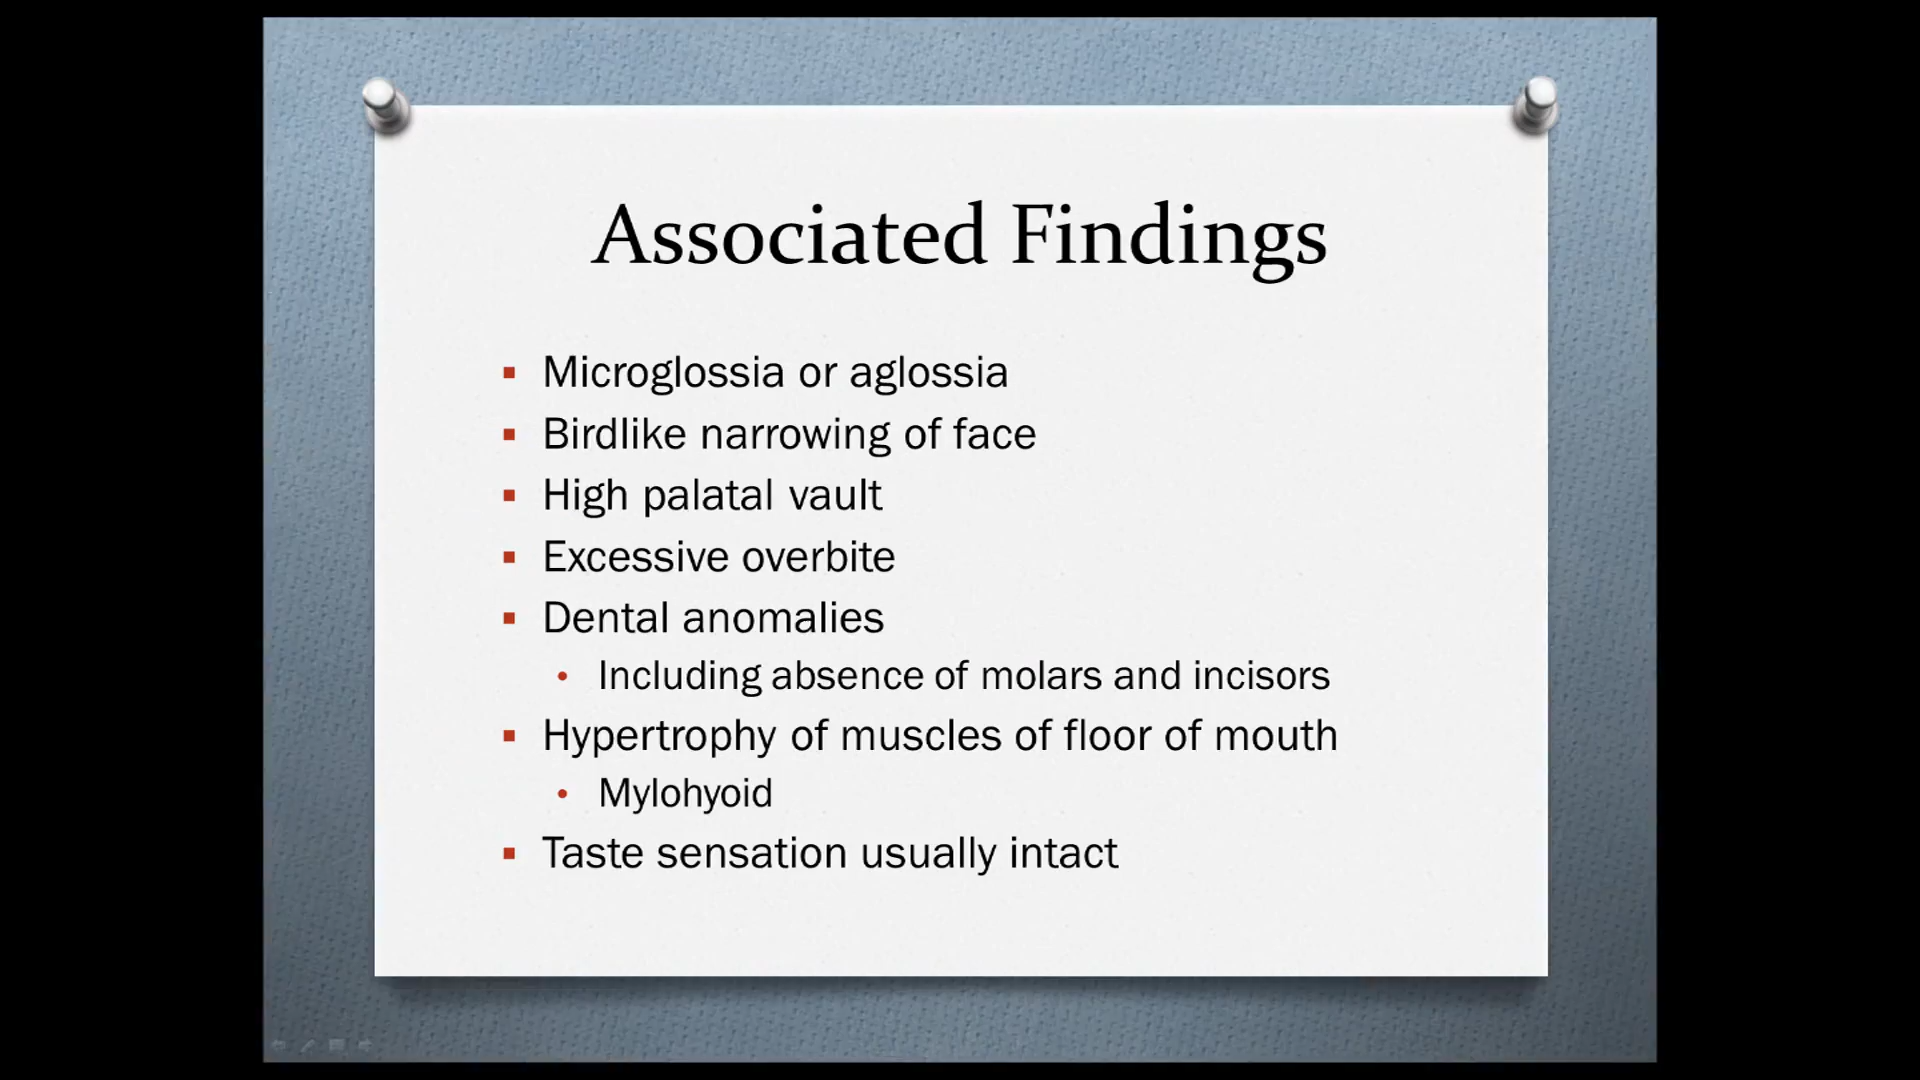 Associated Findings
Microglossia or aglossia
Birdlike narrowing of face
High palatal vault
Excessive overbite
Dental anomalies
Including absence of molars and incisors
Hypertrophy of muscles of floor of mouth
Mylohyoid
Taste sensation usually intact